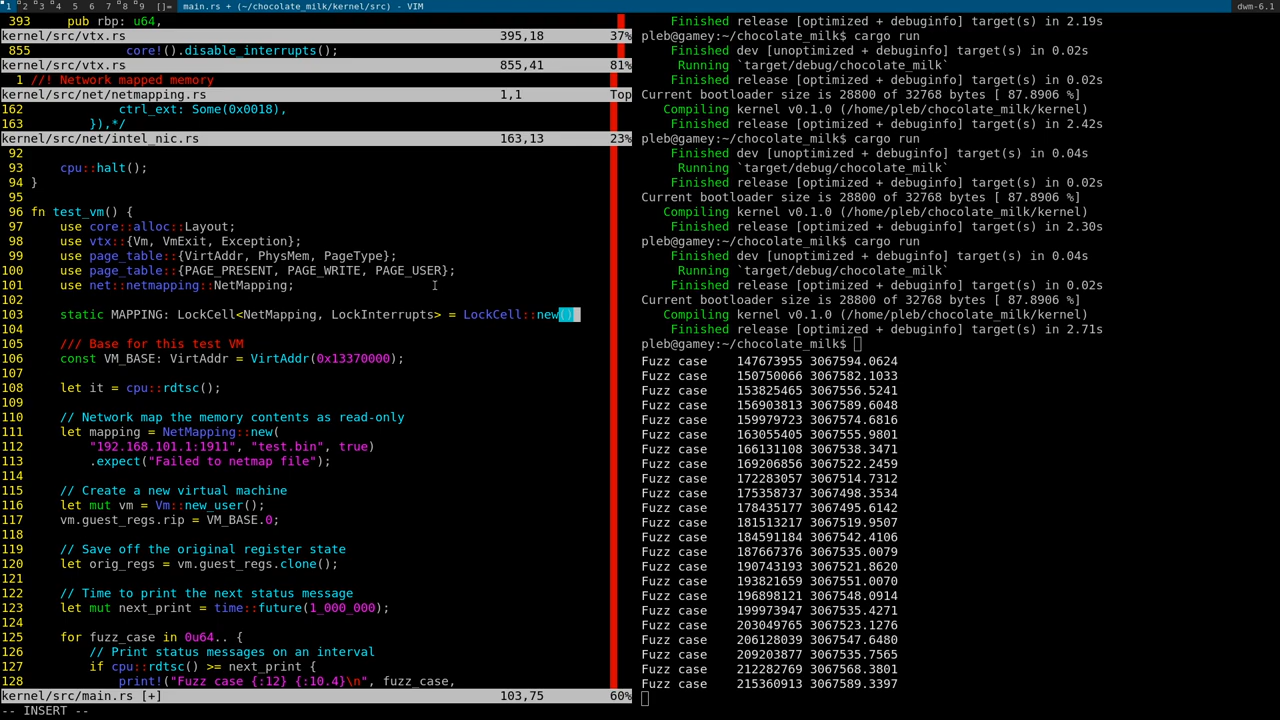 1 2 3 4 5 6 7 8 9 []= main.rs + (~/chocolate_milk/kernel/src) - VIM dwm-6.1
393     pub rbp: u64,
kernel/src/vtx.rs 395,18 37%
855             core!().disable_interrupts();
kernel/src/vtx.rs 855,41 81%
1 //! Network mapped memory
kernel/src/net/netmapping.rs 1,1 Top
162             ctrl_ext: Some(0x0018),
163         }),*/
kernel/src/net/intel_nic.rs 163,13 23%
92
93     cpu::halt();
94 }
95
96 fn test_vm() {
97     use core::alloc::Layout;
98     use vtx::{Vm, VmExit, Exception};
99     use page_table::{VirtAddr, PhysMem, PageType};
100     use page_table::{PAGE_PRESENT, PAGE_WRITE, PAGE_USER};
101     use net::netmapping::NetMapping;
102
103     static MAPPING: LockCell<NetMapping, LockInterrupts> = LockCell::new()
104
105     /// Base for this test VM
106     const VM_BASE: VirtAddr = VirtAddr(0x13370000);
107
108     let it = cpu::rdtsc();
109
110     // Network map the memory contents as read-only
111     let mapping = NetMapping::new(
112         "192.168.101.1:1911", "test.bin", true)
113         .expect("Failed to netmap file");
114
115     // Create a new virtual machine
116     let mut vm = Vm::new_user();
117     vm.guest_regs.rip = VM_BASE.0;
118
119     // Save off the original register state
120     let orig_regs = vm.guest_regs.clone();
121
122     // Time to print the next status message
123     let mut next_print = time::future(1_000_000);
124
125     for fuzz_case in 0u64.. {
126         // Print status messages on an interval
127         if cpu::rdtsc() >= next_print {
128             print!("Fuzz case {:12} {:10.4}\n", fuzz_case,
kernel/src/main.rs [+] 103,75 60%
-- INSERT --
Finished release [optimized + debuginfo] target(s) in 2.19s
pleb@gamey:~/chocolate_milk$ cargo run
Finished dev [unoptimized + debuginfo] target(s) in 0.02s
Running `target/debug/chocolate_milk`
Finished release [optimized + debuginfo] target(s) in 0.02s
Current bootloader size is 28800 of 32768 bytes [ 87.8906 %]
Compiling kernel v0.1.0 (/home/pleb/chocolate_milk/kernel)
Finished release [optimized + debuginfo] target(s) in 2.42s
pleb@gamey:~/chocolate_milk$ cargo run
Finished dev [unoptimized + debuginfo] target(s) in 0.04s
Running `target/debug/chocolate_milk`
Finished release [optimized + debuginfo] target(s) in 0.02s
Current bootloader size is 28800 of 32768 bytes [ 87.8906 %]
Compiling kernel v0.1.0 (/home/pleb/chocolate_milk/kernel)
Finished release [optimized + debuginfo] target(s) in 2.30s
pleb@gamey:~/chocolate_milk$ cargo run
Finished dev [unoptimized + debuginfo] target(s) in 0.04s
Running `target/debug/chocolate_milk`
Finished release [optimized + debuginfo] target(s) in 0.02s
Current bootloader size is 28800 of 32768 bytes [ 87.8906 %]
Compiling kernel v0.1.0 (/home/pleb/chocolate_milk/kernel)
Finished release [optimized + debuginfo] target(s) in 2.71s
pleb@gamey:~/chocolate_milk$
Fuzz case    147673955 3067594.0624
Fuzz case    150750066 3067582.1033
Fuzz case    153825465 3067556.5241
Fuzz case    156903813 3067589.6048
Fuzz case    159979723 3067574.6816
Fuzz case    163055405 3067555.9801
Fuzz case    166131108 3067538.3471
Fuzz case    169206856 3067522.2459
Fuzz case    172283057 3067514.7312
Fuzz case    175358737 3067498.3534
Fuzz case    178435177 3067495.6142
Fuzz case    181513217 3067519.9507
Fuzz case    184591184 3067542.4106
Fuzz case    187667376 3067535.0079
Fuzz case    190743193 3067521.8620
Fuzz case    193821659 3067551.0070
Fuzz case    196898121 3067548.0914
Fuzz case    199973947 3067535.4271
Fuzz case    203049765 3067523.1276
Fuzz case    206128039 3067547.6480
Fuzz case    209203877 3067535.7565
Fuzz case    212282769 3067568.3801
Fuzz case    215360913 3067589.3397